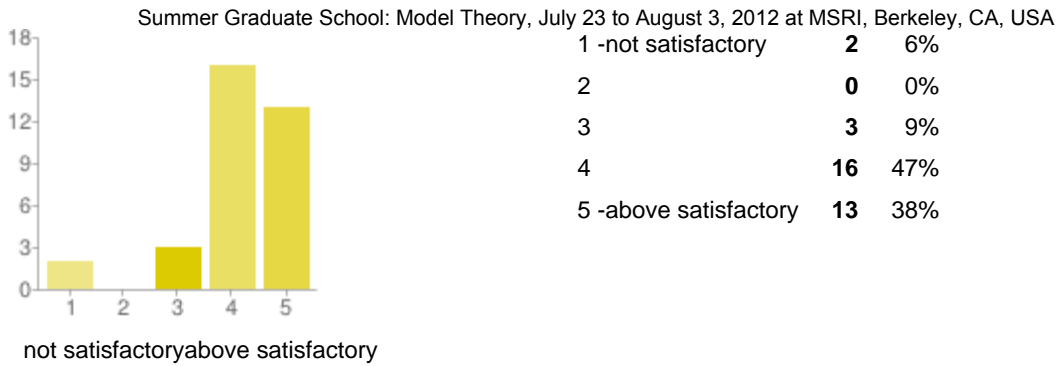 Summer Graduate School: Model Theory, July 23 to August 3, 2012 at MSRI, Berkeley, CA, USA
18
15
12
9
6
3
0
1 2 3 4 5
not satisfactoryabove satisfactory
1 -not satisfactory 2 6%
2 0 0%
3 3 9%
4 16 47%
5 -above satisfactory 13 38%